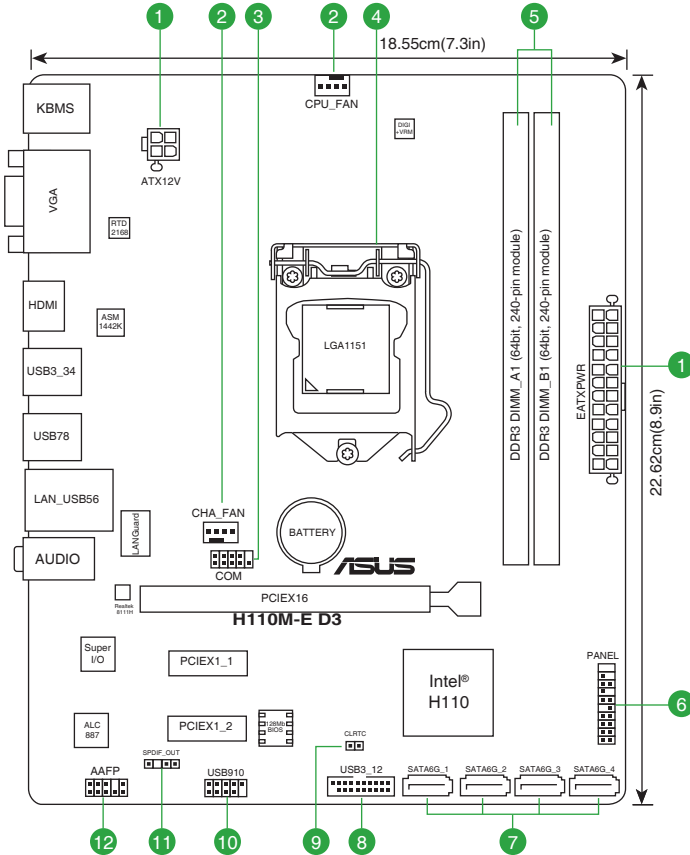 1
2
3
2
4
5
18.55cm(7.3in)
KBMS
CPU_FAN
DIGI
+VRM
ATX12V
VGA
RTD
2168
HDMI
ASM
1442K
LGA1151
DDR3 DIMM_A1 (64bit, 240-pin module)
DDR3 DIMM_B1 (64bit, 240-pin module)
EATXPWR
1
22.62cm(8.9in)
USB3_34
USB78
LAN_USB56
LANGuard
CHA_FAN
BATTERY
AUDIO
COM
ASUS
Realtek
8111H
PCIEX16
H110M-E D3
Super
I/O
PCIEX1_1
Intel®
H110
PANEL
6
ALC
887
PCIEX1_2
128Mb
BIOS
CLRTC
SPDIF_OUT
AAFP
USB910
USB3_12
SATA6G_1
SATA6G_2
SATA6G_3
SATA6G_4
12
11
10
9
8
7